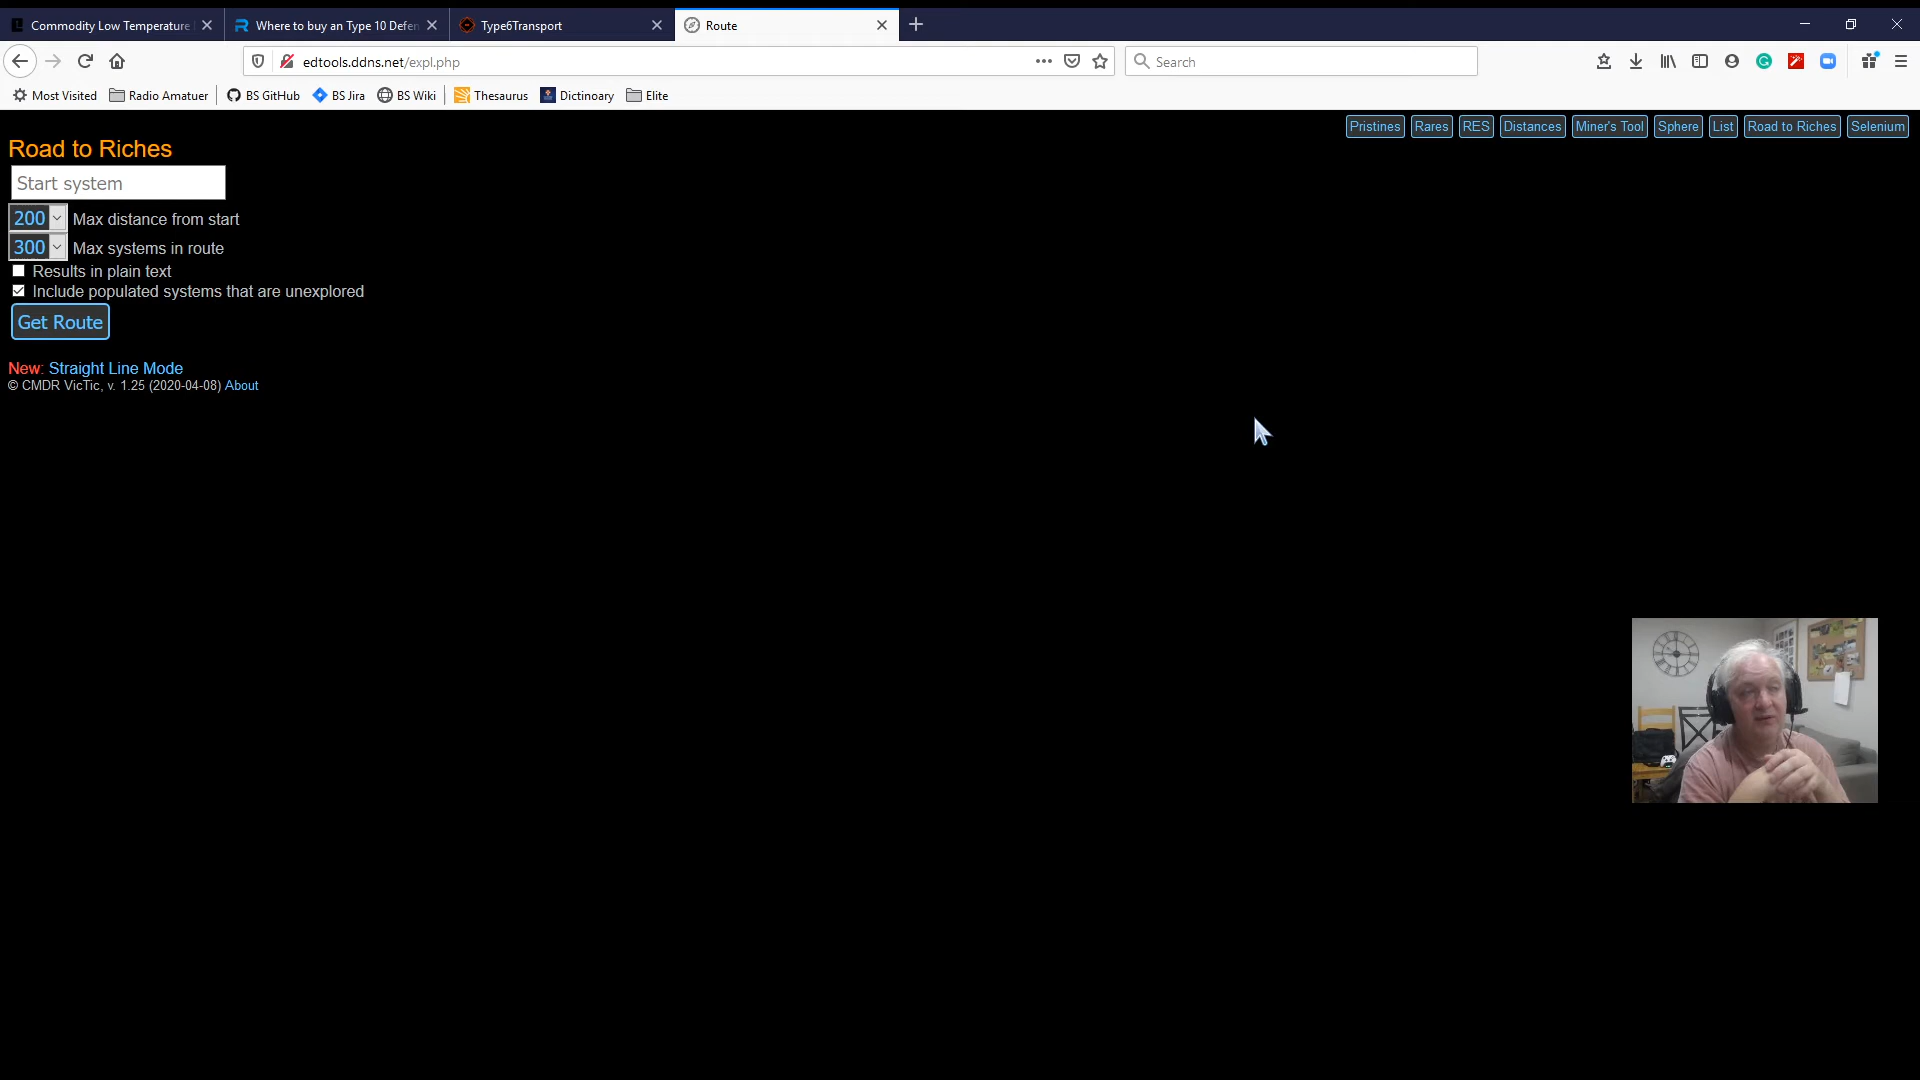 Commodity Low Temperature
Where to buy an Type 10 Defen
Type6Transport
Route
edtools.ddns.net/expl.php
Search
Most Visited
Radio Amatuer
BS GitHub
BS Jira
BS Wiki
Thesaurus
Dictinoary
Elite
Pristines
Rares
RES
Distances
Miner's Tool
Sphere
List
Road to Riches
Selenium
Road to Riches
Start system
200 Max distance from start
300 Max systems in route
Results in plain text
Include populated systems that are unexplored
Get Route
New: Straight Line Mode
© CMDR VicTic, v. 1.25 (2020-04-08) About